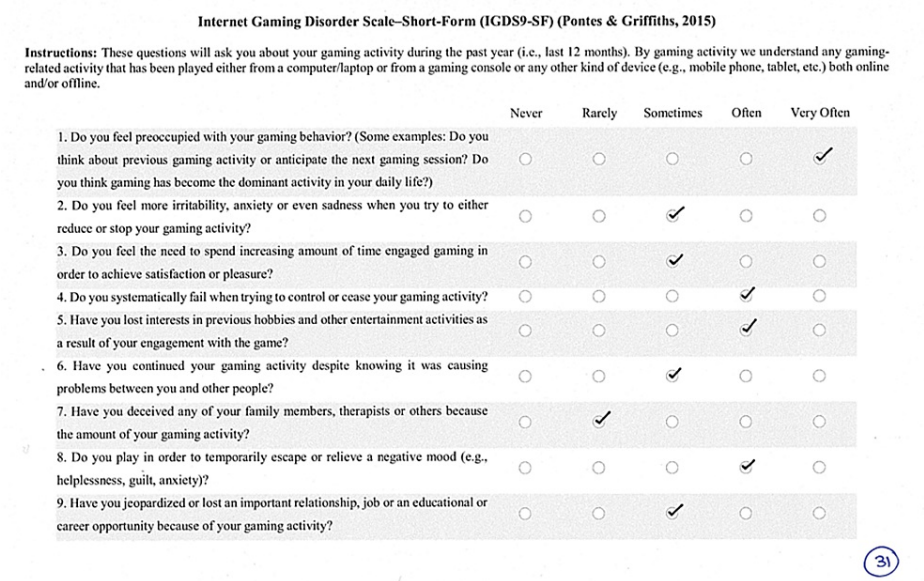 Internet Gaming Disorder Scale–Short-Form (IGDS9-SF) (Pontes & Griffiths, 2015)
Instructions: These questions will ask you about your gaming activity during the past year (i.e., last 12 months). By gaming activity we understand any gaming-
related activity that has been played either from a computer/laptop or from a gaming console or any other kind of device (e.g., mobile phone, tablet, etc.) both online
and/or offline.
Never Rarely Sometimes Often Very Often
1. Do you feel preoccupied with your gaming behavior? (Some examples: Do you
think about previous gaming activity or anticipate the next gaming session? Do
you think gaming has become the dominant activity in your daily life?)
2. Do you feel more irritability, anxiety or even sadness when you try to either
reduce or stop your gaming activity?
3. Do you feel the need to spend increasing amount of time engaged gaming in
order to achieve satisfaction or pleasure?
4. Do you systematically fail when trying to control or cease your gaming activity?
5. Have you lost interests in previous hobbies and other entertainment activities as
a result of your engagement with the game?
6. Have you continued your gaming activity despite knowing it was causing
problems between you and other people?
7. Have you deceived any of your family members, therapists or others because
the amount of your gaming activity?
8. Do you play in order to temporarily escape or relieve a negative mood (e.g.,
helplessness, guilt, anxiety)?
9. Have you jeopardized or lost an important relationship, job or an educational or
career opportunity because of your gaming activity?
31